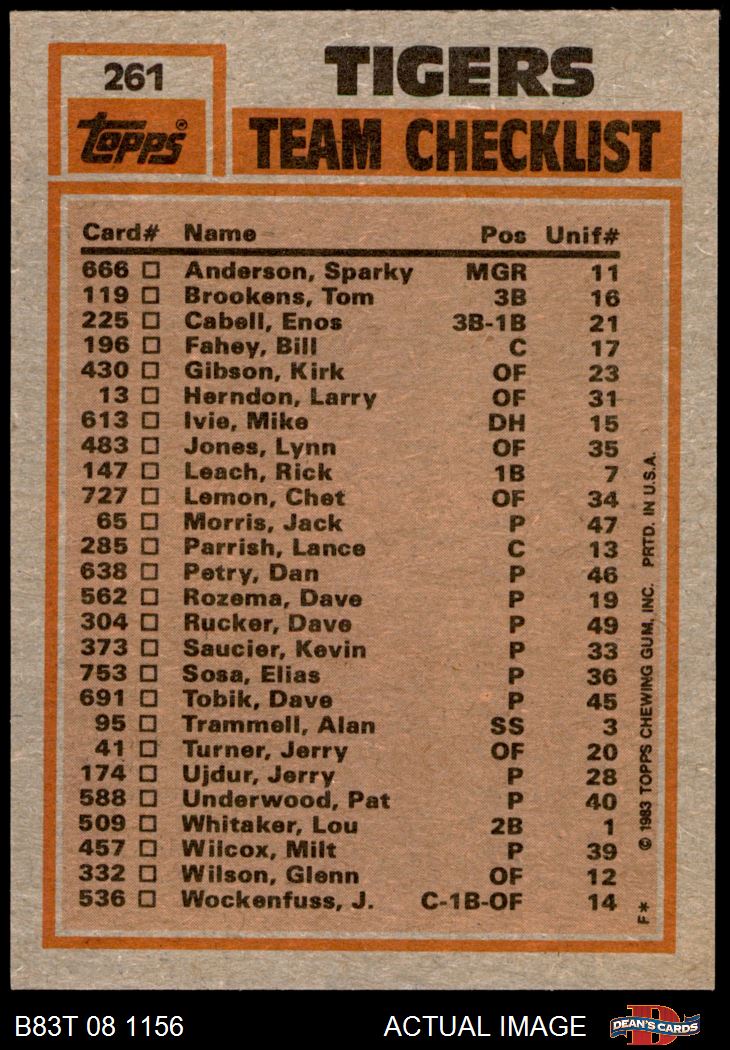 261
TIGERS
topps®
TEAM CHECKLIST
Card# Name Pos Unif#
666 □ Anderson, Sparky MGR 11
119 □ Brookens, Tom 3B 16
225 □ Cabell, Enos 3B-1B 21
196 □ Fahey, Bill C 17
430 □ Gibson, Kirk OF 23
13 □ Herndon, Larry OF 31
613 □ Ivie, Mike DH 15
483 □ Jones, Lynn OF 35
147 □ Leach, Rick 1B 7
727 □ Lemon, Chet OF 34
65 □ Morris, Jack P 47
285 □ Parrish, Lance C 13
638 □ Petry, Dan P 46
562 □ Rozema, Dave P 19
304 □ Rucker, Dave P 49
373 □ Saucier, Kevin P 33
753 □ Sosa, Elias P 36
691 □ Tobik, Dave P 45
95 □ Trammell, Alan SS 3
41 □ Turner, Jerry OF 20
174 □ Ujdur, Jerry P 28
588 □ Underwood, Pat P 40
509 □ Whitaker, Lou 2B 1
457 □ Wilcox, Milt P 39
332 □ Wilson, Glenn OF 12
536 □ Wockenfuss, J. C-1B-OF 14
F* © 1983 TOPPS CHEWING GUM, INC. PRTD. IN U.S.A.
B83T 08 1156 ACTUAL IMAGE
D
DEAN'S CARDS